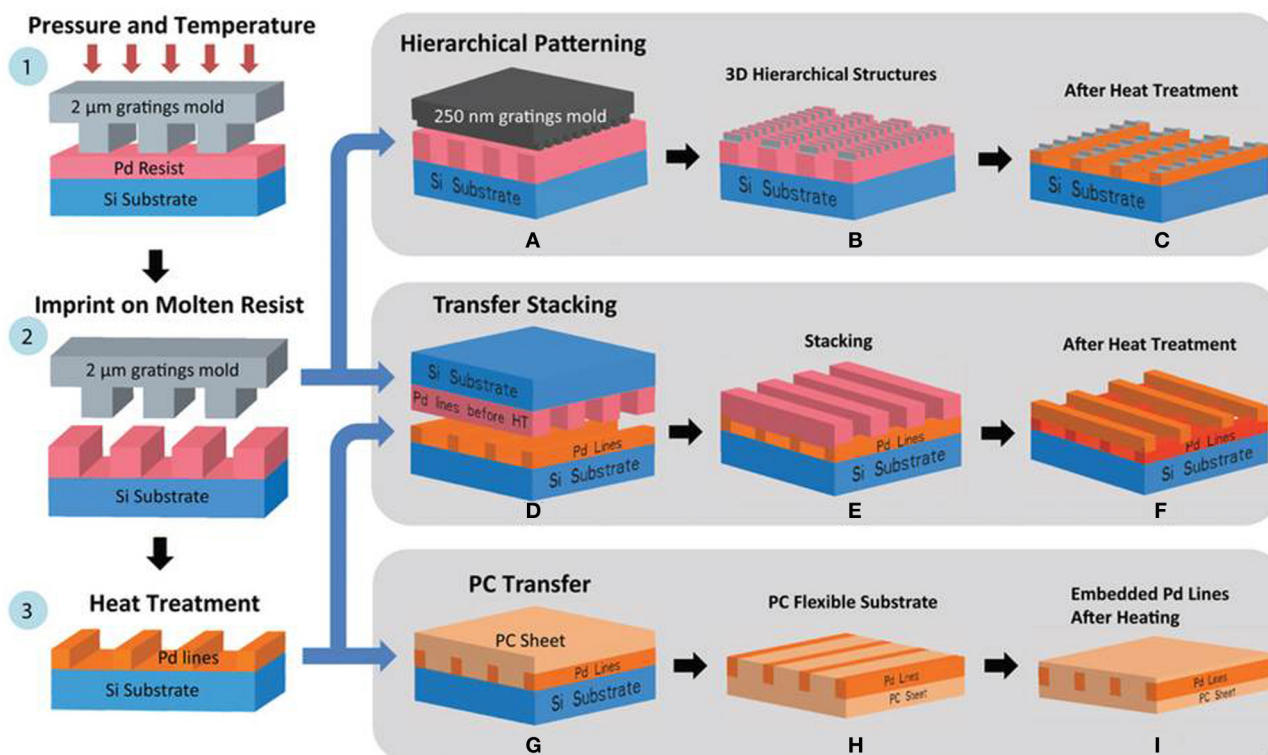 Pressure and Temperature
1
2 µm gratings mold
Pd Resist
Si Substrate
Imprint on Molten Resist
2
2 µm gratings mold
Si Substrate
Heat Treatment
3
Pd lines
Si Substrate
Hierarchical Patterning
250 nm gratings mold
Si Substrate
A
3D Hierarchical Structures
B
After Heat Treatment
C
Transfer Stacking
Si Substrate
Pd lines before HT
Pd Lines
Si Substrate
D
Stacking
Pd Lines
Si Substrate
E
After Heat Treatment
Pd Lines
Si Substrate
F
PC Transfer
PC Sheet
Pd Lines
Si Substrate
G
PC Flexible Substrate
Pd Lines
PC Sheet
H
Embedded Pd Lines
After Heating
Pd Lines
PC Sheet
I